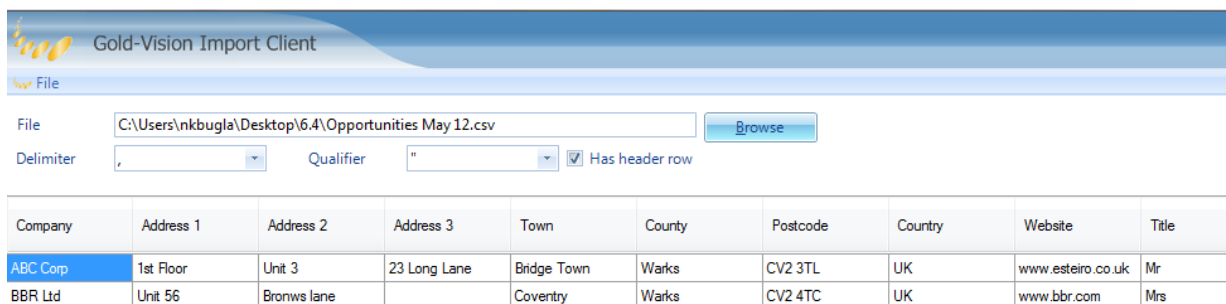 Gold-Vision Import Client
File
File C:\Users\nkbugla\Desktop\6.4\Opportunities May 12.csv Browse
Delimiter , Qualifier " Has header row
Company Address 1 Address 2 Address 3 Town County Postcode Country Website Title
ABC Corp 1st Floor Unit 3 23 Long Lane Bridge Town Warks CV2 3TL UK www.esteiro.co.uk Mr
BBR Ltd Unit 56 Bronws lane Coventry Warks CV2 4TC UK www.bbr.com Mrs